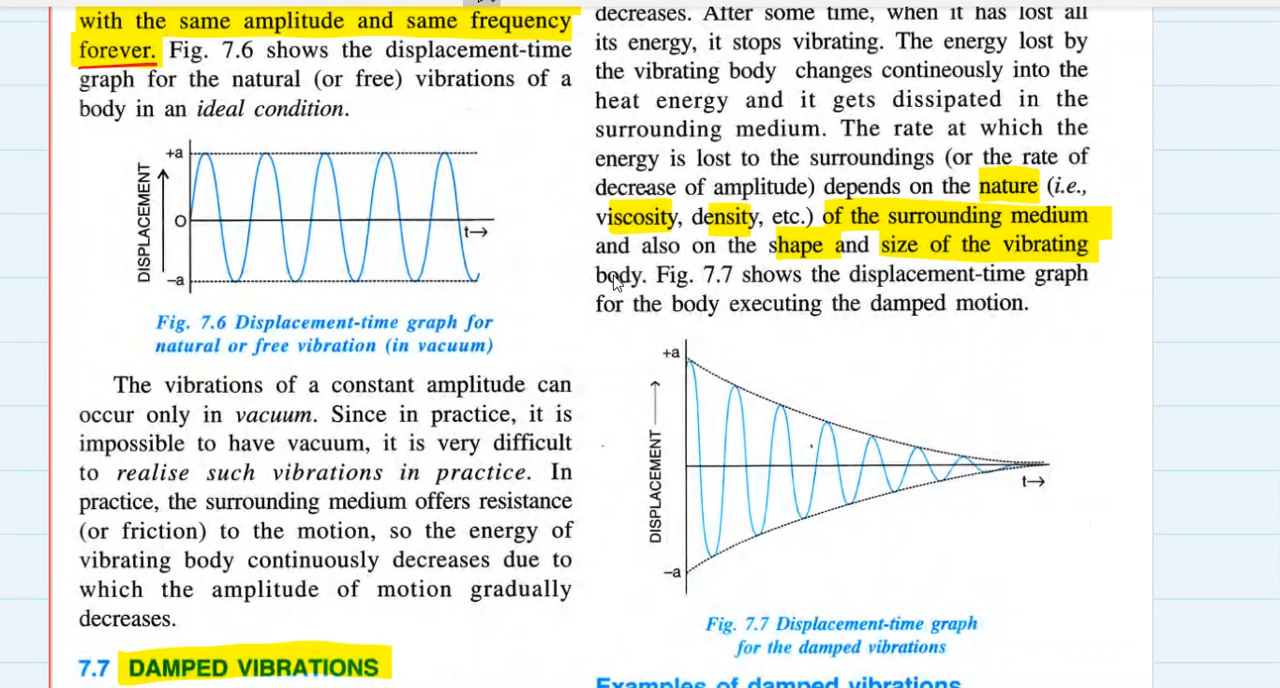 with the same amplitude and same frequency
forever. Fig. 7.6 shows the displacement-time
graph for the natural (or free) vibrations of a
body in an ideal condition.
+a
DISPLACEMENT
O
t→
–a
Fig. 7.6 Displacement-time graph for
natural or free vibration (in vacuum)
The vibrations of a constant amplitude can
occur only in vacuum. Since in practice, it is
impossible to have vacuum, it is very difficult
to realise such vibrations in practice. In
practice, the surrounding medium offers resistance
(or friction) to the motion, so the energy of
vibrating body continuously decreases due to
which the amplitude of motion gradually
decreases.
7.7 DAMPED VIBRATIONS
decreases. After some time, when it has lost all
its energy, it stops vibrating. The energy lost by
the vibrating body changes contineously into the
heat energy and it gets dissipated in the
surrounding medium. The rate at which the
energy is lost to the surroundings (or the rate of
decrease of amplitude) depends on the nature (i.e.,
viscosity, density, etc.) of the surrounding medium
and also on the shape and size of the vibrating
body. Fig. 7.7 shows the displacement-time graph
for the body executing the damped motion.
+a
DISPLACEMENT
t→
–a
Fig. 7.7 Displacement-time graph
for the damped vibrations
Examples of damped vibrations